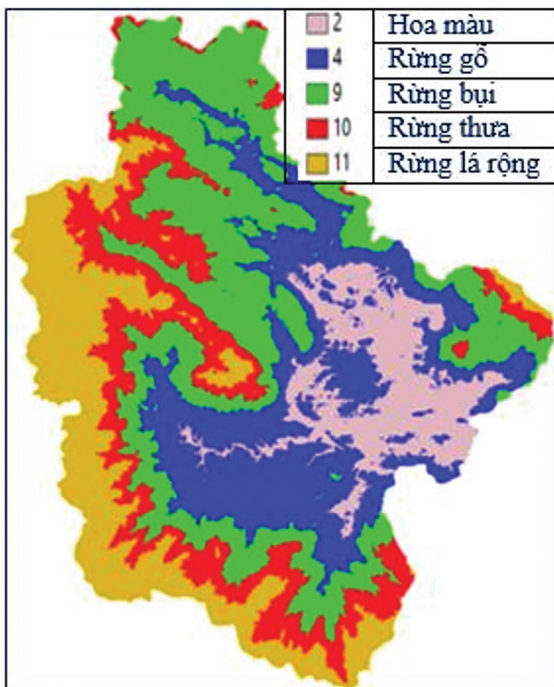 2 Hoa màu
4 Rừng gỗ
9 Rừng bụi
10 Rừng thưa
11 Rừng lá rộng